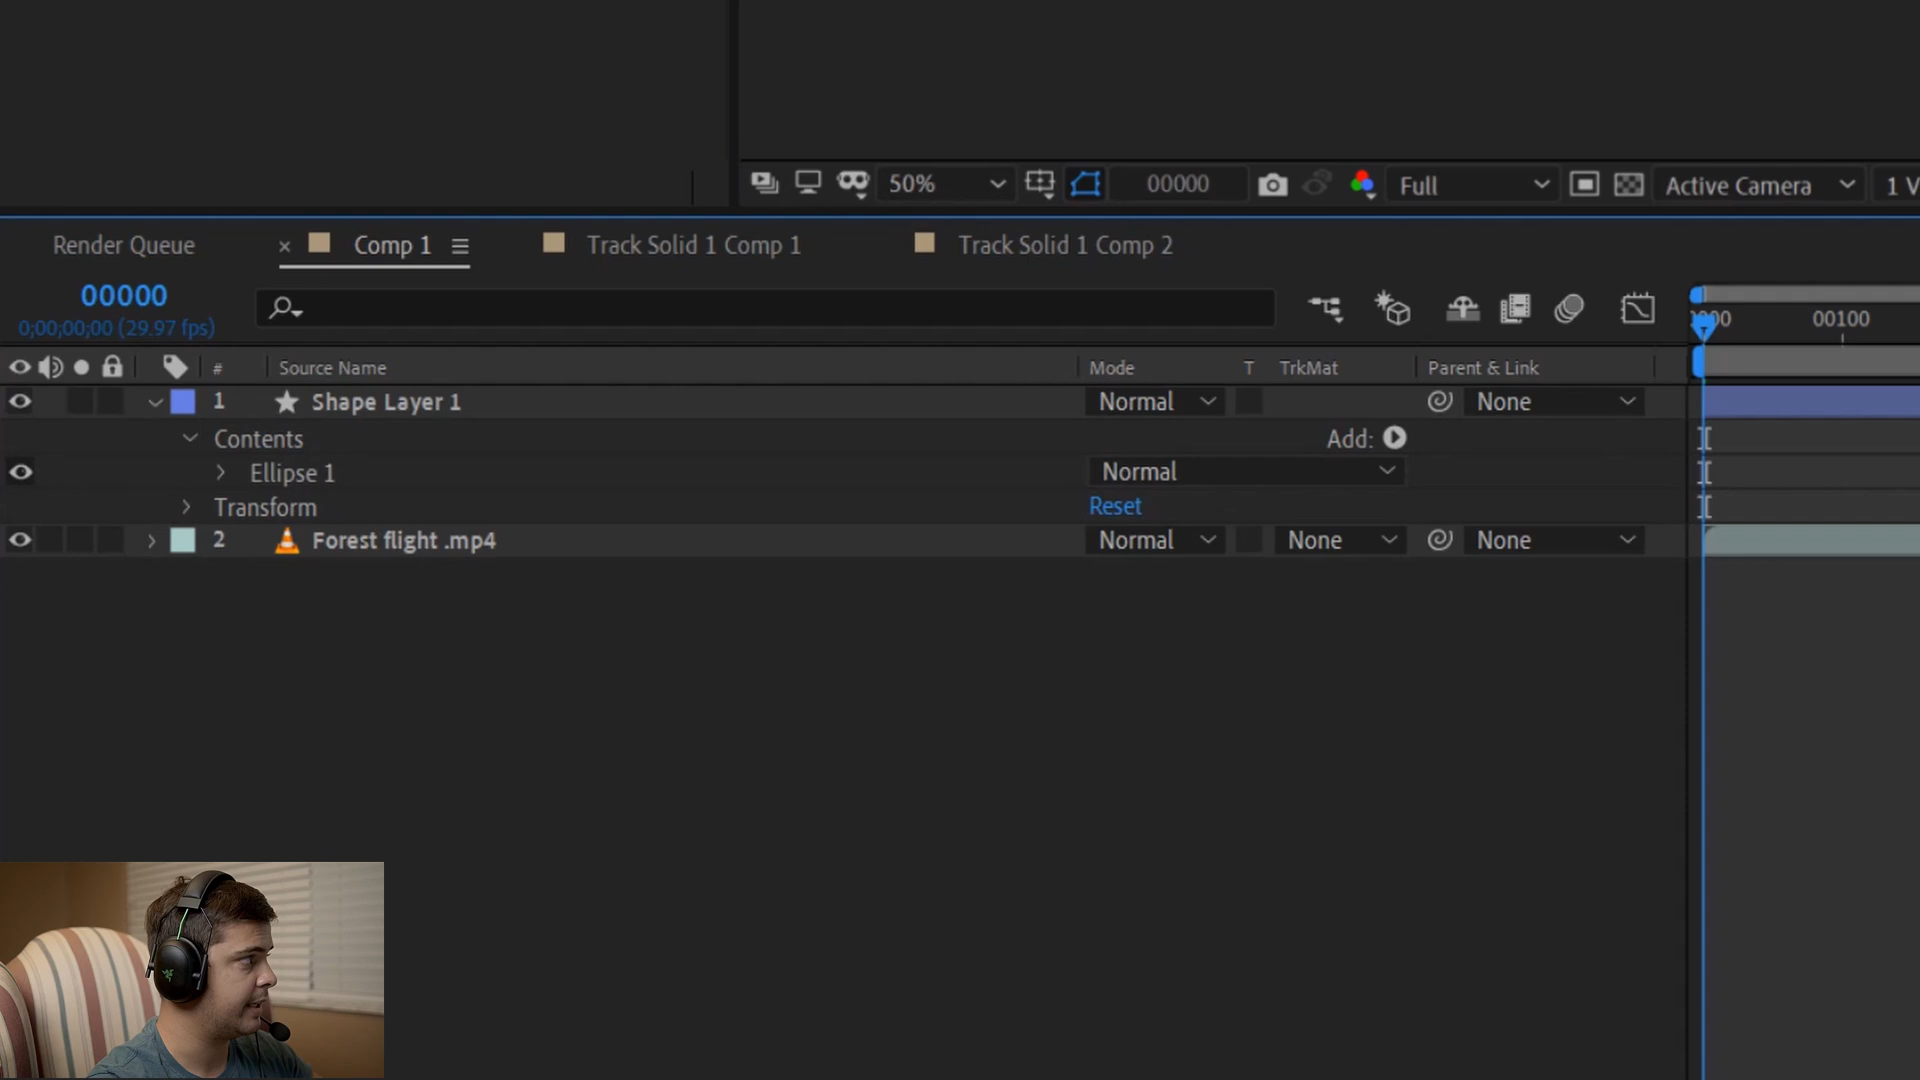 50%
00000
Full
Active Camera
1 V
Render Queue
× Comp 1
Track Solid 1 Comp 1
Track Solid 1 Comp 2
00000
0;00;00;00 (29.97 fps)
00100
# Source Name Mode T TrkMat Parent & Link
1 Shape Layer 1 Normal None
Contents Add:
Ellipse 1 Normal
Transform Reset
2 Forest flight .mp4 Normal None None